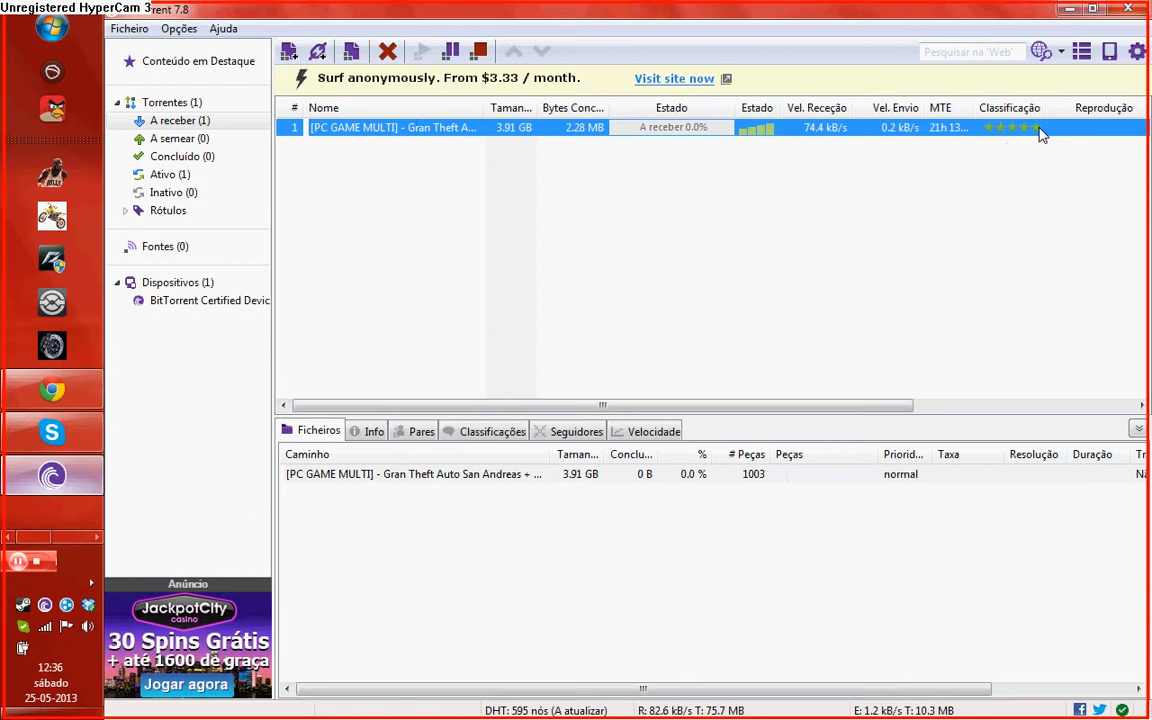 Unregistered HyperCam 3
rent 7.8
Ficheiro Opções Ajuda
Conteúdo em Destaque
Pesquisar na 'Web'
Surf anonymously. From $3.33 / month. Visit site now
Torrentes (1)
A receber (1)
A semear (0)
Concluído (0)
Ativo (1)
Inativo (0)
Rótulos
Fontes (0)
Dispositivos (1)
BitTorrent Certified Devic
# Nome Taman... Bytes Conc... Estado Estado Vel. Receção Vel. Envio MTE Classificação Reprodução
1 [PC GAME MULTI] - Gran Theft A... 3.91 GB 2.28 MB A receber 0.0% 74.4 kB/s 0.2 kB/s 21h 13...
Ficheiros Info Pares Classificações Seguidores Velocidade
Caminho Taman... Conclu... % # Peças Peças Priorid... Taxa Resolução Duração Tr
[PC GAME MULTI] - Gran Theft Auto San Andreas + ... 3.91 GB 0 B 0.0 % 1003 normal Nã
Anúncio
JackpotCity
casino
30 Spins Grátis
+ até 1600 de graça
Jogar agora
12:36
sábado
25-05-2013
DHT: 595 nós (A atualizar) R: 82.6 kB/s T: 75.7 MB E: 1.2 kB/s T: 10.3 MB